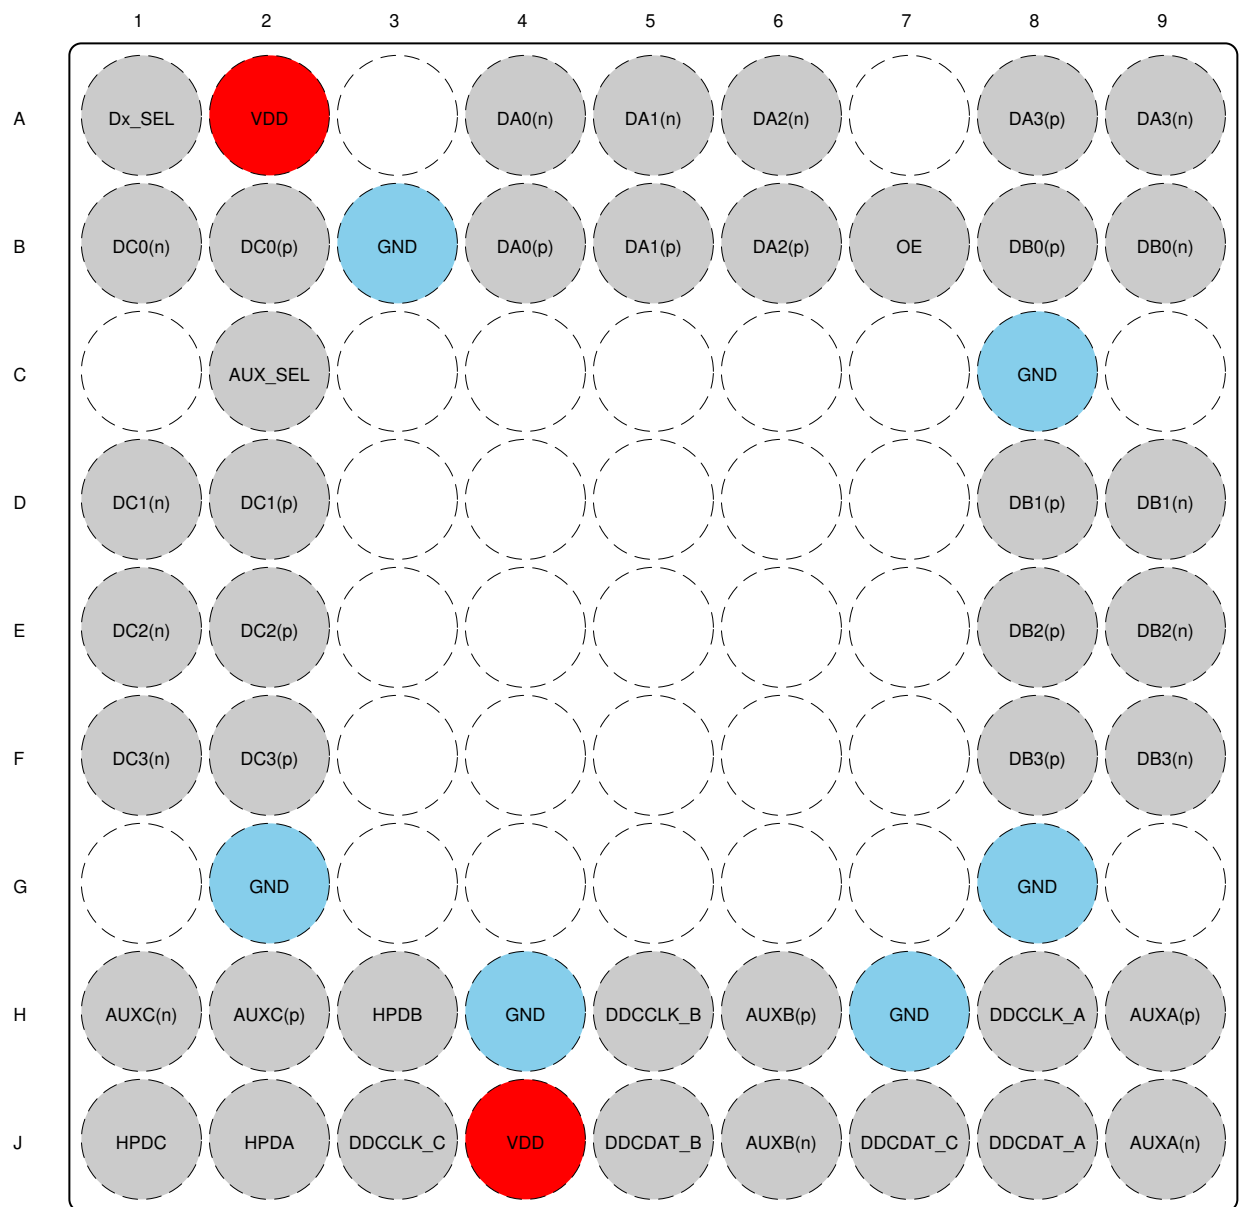 1 2 3 4 5 6 7 8 9
A Dx_SEL VDD DA0(n) DA1(n) DA2(n) DA3(p) DA3(n)
B DC0(n) DC0(p) GND DA0(p) DA1(p) DA2(p) OE DB0(p) DB0(n)
C AUX_SEL GND
D DC1(n) DC1(p) DB1(p) DB1(n)
E DC2(n) DC2(p) DB2(p) DB2(n)
F DC3(n) DC3(p) DB3(p) DB3(n)
G GND GND
H AUXC(n) AUXC(p) HPDB GND DDCCLK_B AUXB(p) GND DDCCLK_A AUXA(p)
J HPDC HPDA DDCCLK_C VDD DDCDAT_B AUXB(n) DDCDAT_C DDCDAT_A AUXA(n)